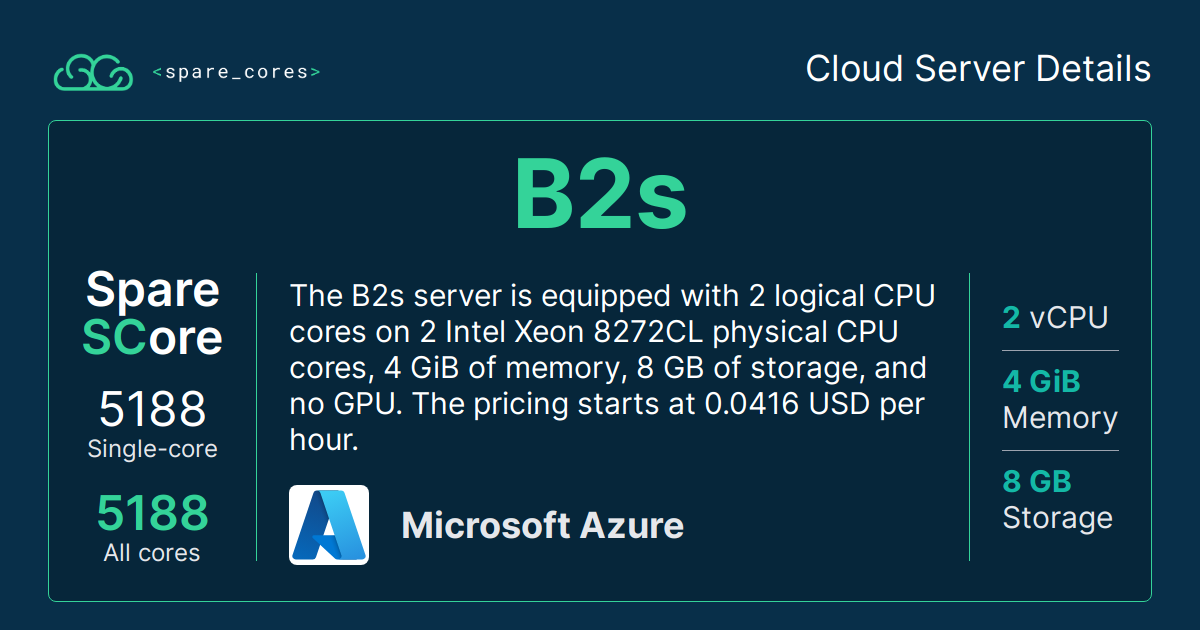 <spare_cores>
Cloud Server Details
B2s
Spare
SCore
5188
Single-core
5188
All cores
The B2s server is equipped with 2 logical CPU
cores on 2 Intel Xeon 8272CL physical CPU
cores, 4 GiB of memory, 8 GB of storage, and
no GPU. The pricing starts at 0.0416 USD per
hour.
Microsoft Azure
2 vCPU
4 GiB
Memory
8 GB
Storage